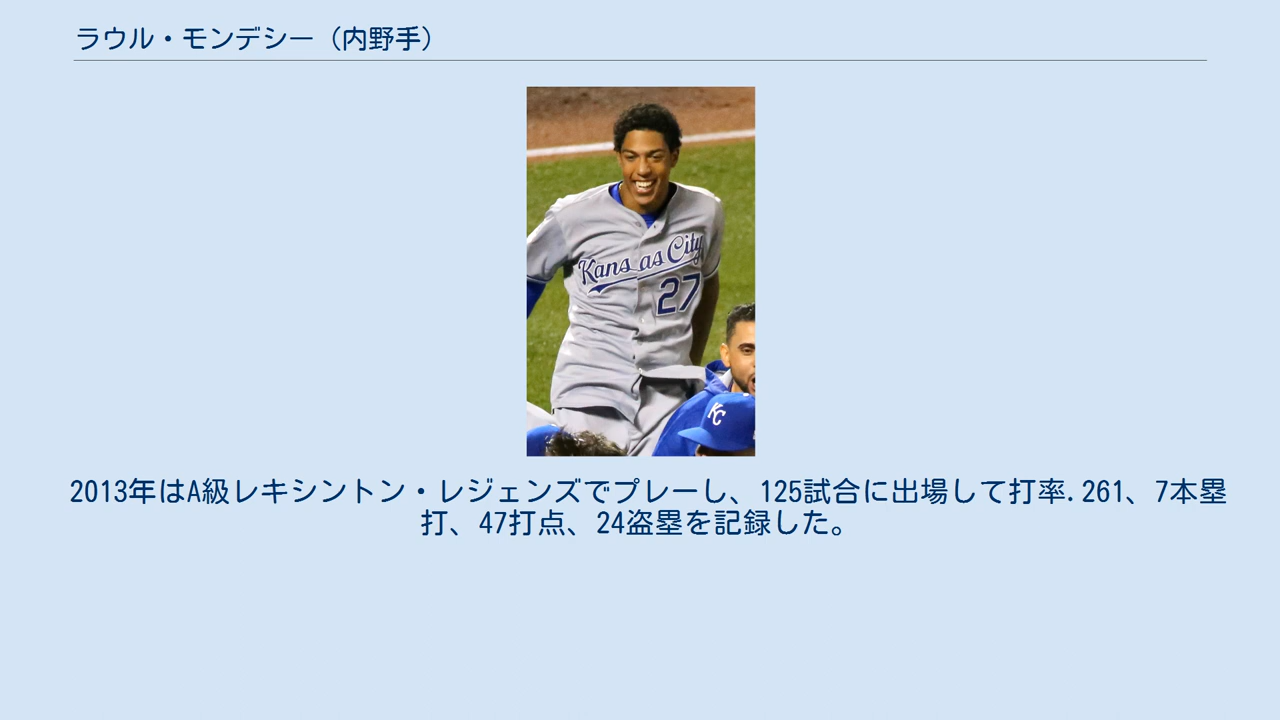 ラウル・モンデシー（内野手）
Kansas City
27
KC
2013年はA級レキシントン・レジェンズでプレーし、125試合に出場して打率.261、7本塁
打、47打点、24盗塁を記録した。